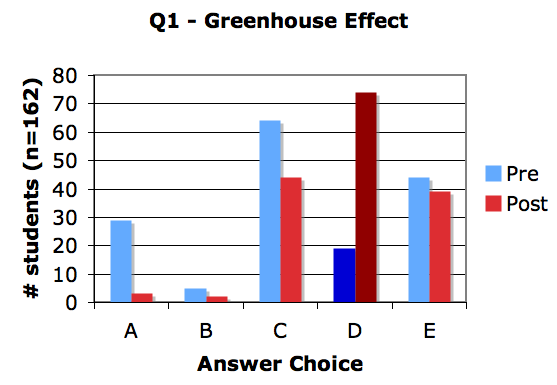 Q1 - Greenhouse Effect
# students (n=162)
80
70
60
50
40
30
20
10
0
A B C D E
Answer Choice
Pre
Post